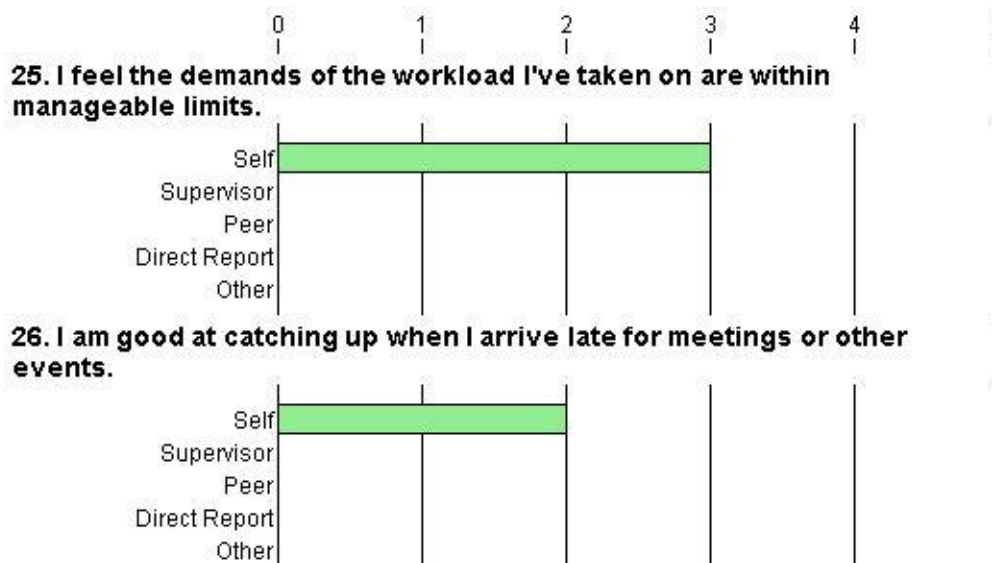 0 1 2 3 4
25. I feel the demands of the workload I've taken on are within
manageable limits.
Self
Supervisor
Peer
Direct Report
Other
26. I am good at catching up when I arrive late for meetings or other
events.
Self
Supervisor
Peer
Direct Report
Other